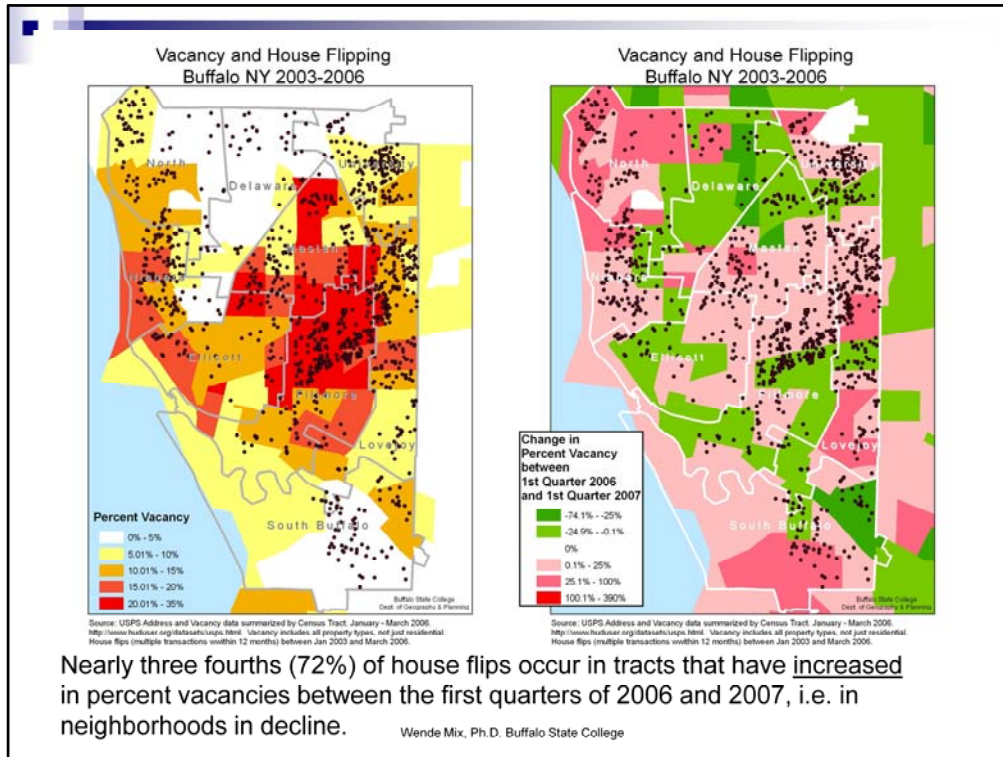 Vacancy and House Flipping
Buffalo NY 2003-2006
North
Delaware
University
Masten
Niagara
Ellicott
Fillmore
Lovejoy
South Buffalo
Percent Vacancy
0% - 5%
5.01% - 10%
10.01% - 15%
15.01% - 20%
20.01% - 35%
Buffalo State College
Dept. of Geography & Planning
Source: USPS Address and Vacancy data summarized by Census Tract. January - March 2006.
http://www.huduser.org/datasets/usps.html. Vacancy includes all property types, not just residential.
House flips (multiple transactions wwithin 12 months) between Jan 2003 and March 2006.
Vacancy and House Flipping
Buffalo NY 2003-2006
North
Delaware
University
Masten
Niagara
Ellicott
Fillmore
Lovejoy
South Buffalo
Change in
Percent Vacancy
between
1st Quarter 2006
and 1st Quarter 2007
-74.1% - -25%
-24.9% - -0.1%
0%
0.1% - 25%
25.1% - 100%
100.1% - 390%
Buffalo State College
Dept. of Geography & Planning
Source: USPS Address and Vacancy data summarized by Census Tract. January - March 2006.
http://www.huduser.org/datasets/usps.html. Vacancy includes all property types, not just residential.
House flips (multiple transactions wwithin 12 months) between Jan 2003 and March 2006.
Nearly three fourths (72%) of house flips occur in tracts that have increased
in percent vacancies between the first quarters of 2006 and 2007, i.e. in
neighborhoods in decline.
Wende Mix, Ph.D. Buffalo State College